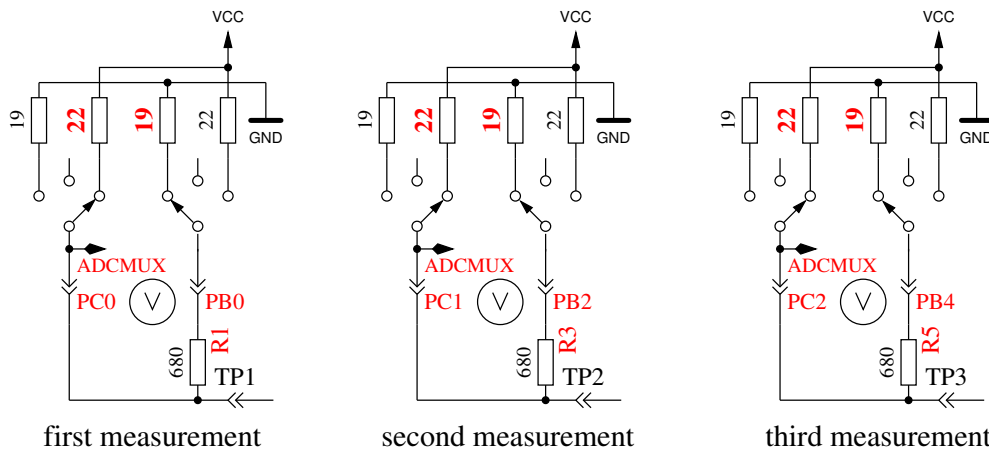 VCC
19
22
19
22
GND
ADCMUX
PC0
V
PB0
R1
680
TP1
first measurement
VCC
19
22
19
22
GND
ADCMUX
PC1
V
PB2
R3
680
TP2
second measurement
VCC
19
22
19
22
GND
ADCMUX
PC2
V
PB4
R5
680
TP3
third measurement